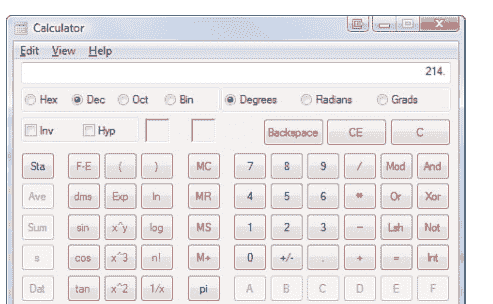 Calculator
Edit View Help
214.
Hex Dec Oct Bin Degrees Radians Grads
Inv Hyp Backspace CE C
Sta F-E ( ) MC 7 8 9 / Mod And
Ave dms Exp ln MR 4 5 6 * Or Xor
Sum sin x^y log MS 1 2 3 - Lsh Not
s cos x^3 n! M+ 0 +/- . + = Int
Dat tan x^2 1/x pi A B C D E F